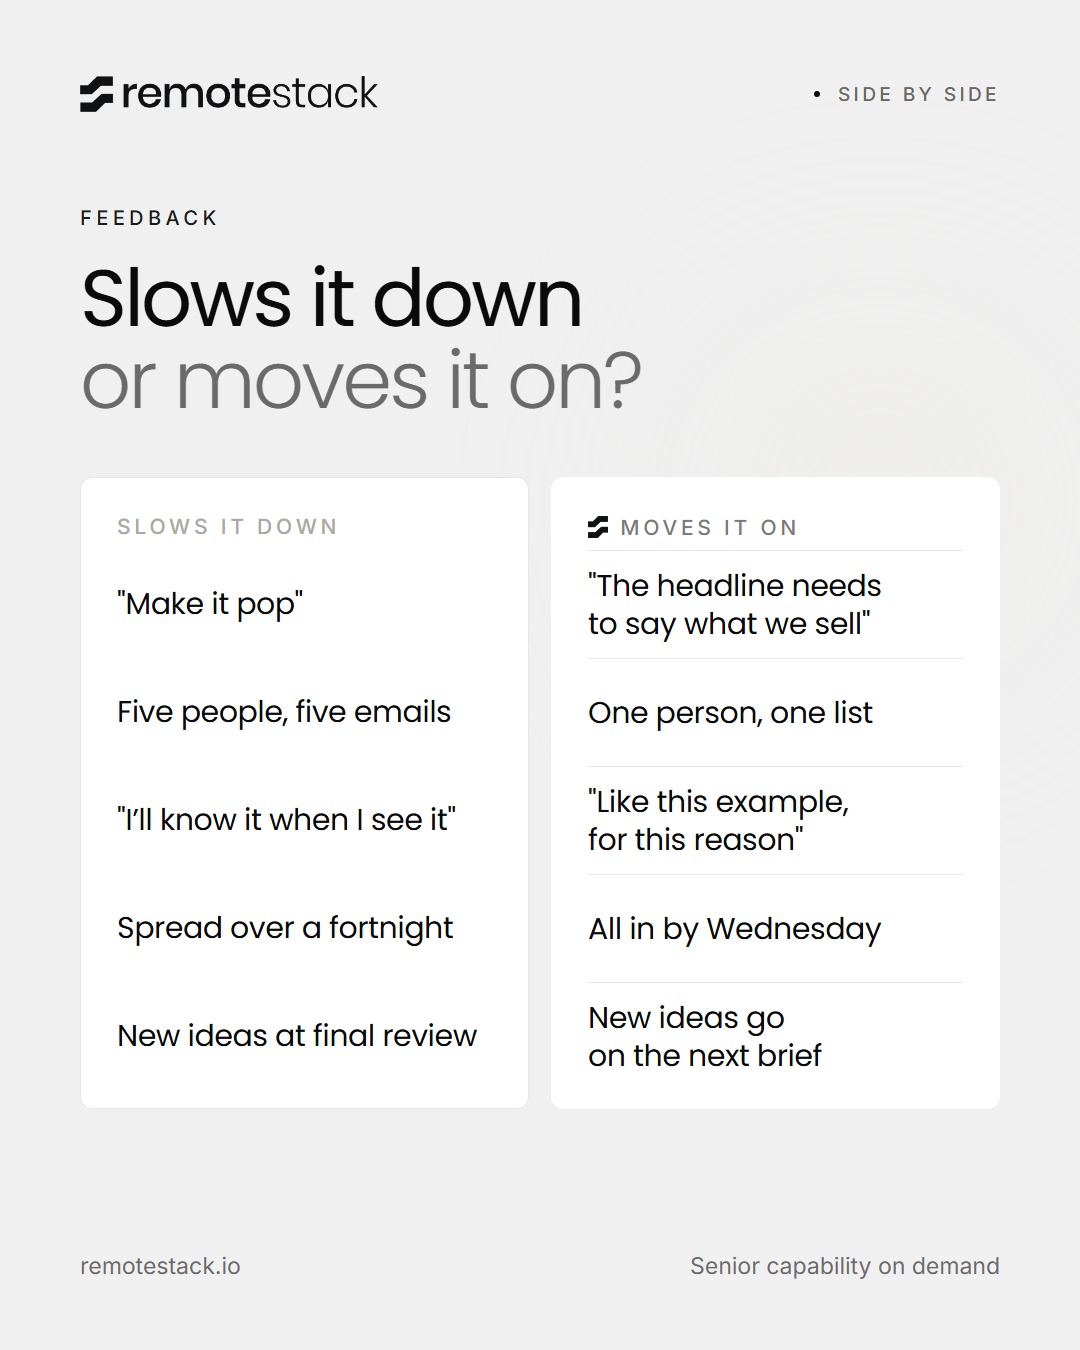 remotestack
SIDE BY SIDE
FEEDBACK
Slows it down
or moves it on?
SLOWS IT DOWN
"Make it pop"
Five people, five emails
"I’ll know it when I see it"
Spread over a fortnight
New ideas at final review
MOVES IT ON
"The headline needs
to say what we sell"
One person, one list
"Like this example,
for this reason"
All in by Wednesday
New ideas go
on the next brief
remotestack.io
Senior capability on demand